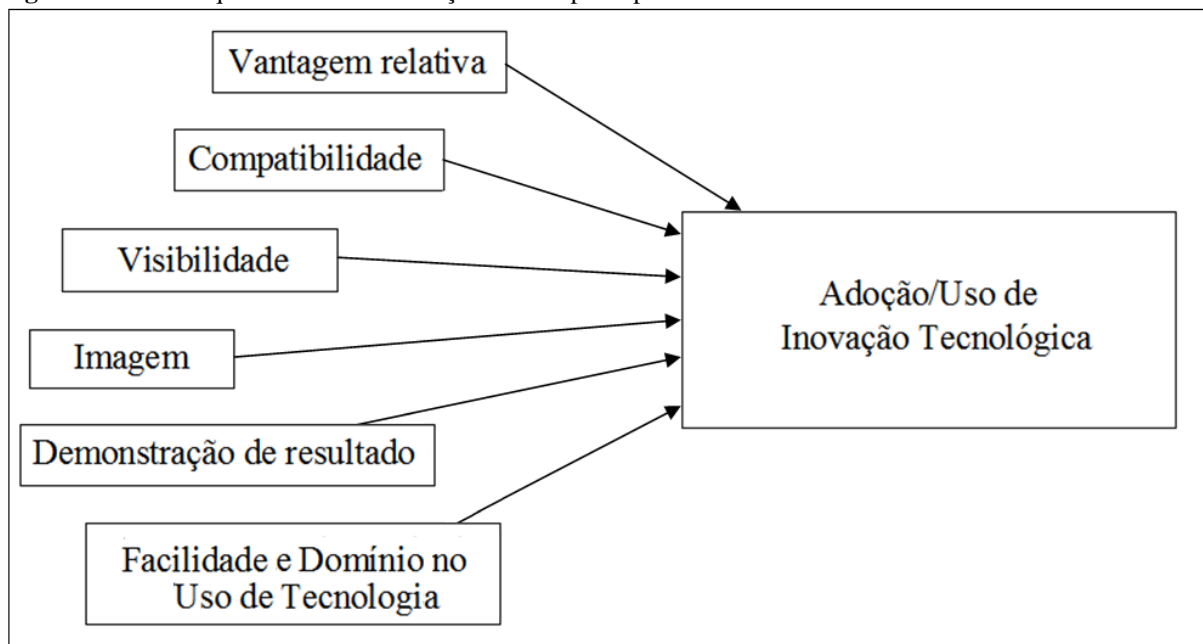 Vantagem relativa
Compatibilidade
Visibilidade
Adoção/Uso de
Inovação Tecnológica
Imagem
Demonstração de resultado
Facilidade e Domínio no
Uso de Tecnologia